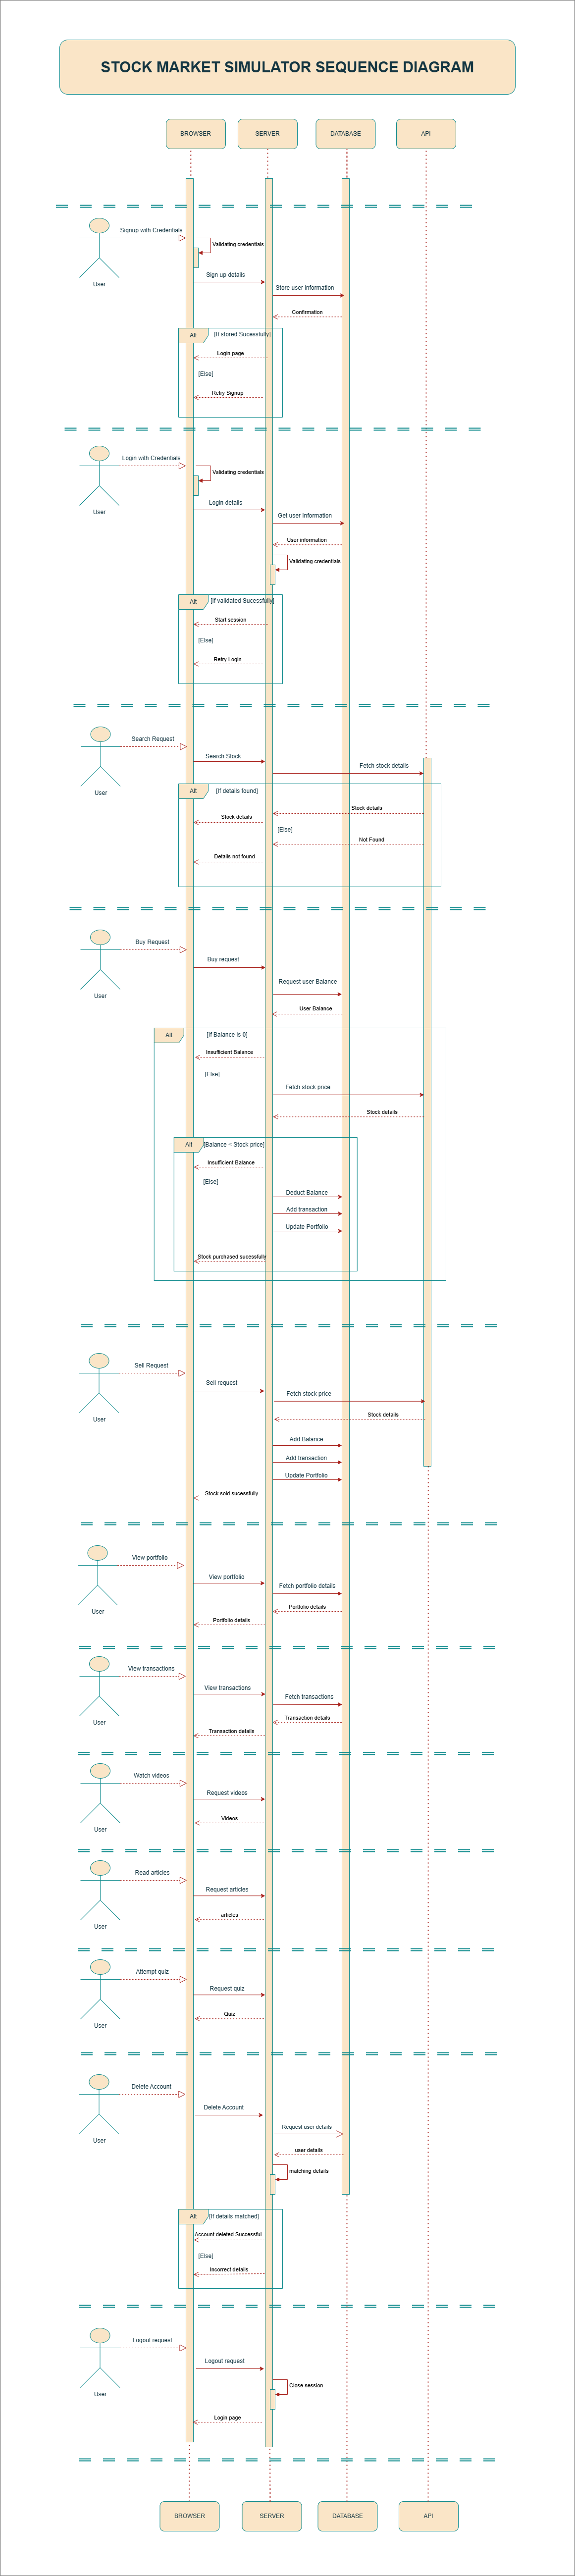 STOCK MARKET SIMULATOR SEQUENCE DIAGRAM
BROWSER
SERVER
DATABASE
API
Signup with Credentials
Validating credentials
User
Sign up details
Store user information
Confirmation
Alt
[If stored Sucessfully]
Login page
[Else]
Retry Signup
Login with Credentials
Validating credentials
User
Login details
Get user Information
User information
Validating credentials
Alt
[If validated Sucessfully]
Start session
[Else]
Retry Login
Search Request
User
Search Stock
Fetch stock details
Alt
[If details found]
Stock details
Stock details
[Else]
Not Found
Details not found
Buy Request
User
Buy request
Request user Balance
User Balance
Alt
[If Balance is 0]
Insufficient Balance
[Else]
Fetch stock price
Stock details
Alt
[Balance < Stock price]
Insufficient Balance
[Else]
Deduct Balance
Add transaction
Update Portfolio
Stock purchased sucessfully
Sell Request
User
Sell request
Fetch stock price
Stock details
Add Balance
Add transaction
Update Portfolio
Stock sold sucessfully
View portfolio
User
View portfolio
Fetch portfolio details
Portfolio details
Portfolio details
View transactions
User
View transactions
Fetch transactions
Transaction details
Transaction details
Watch videos
User
Request videos
Videos
Read articles
User
Request articles
articles
Attempt quiz
User
Request quiz
Quiz
Delete Account
User
Delete Account
Request user details
user details
matching details
Alt
[If details matched]
Account deleted Successful
[Else]
Incorrect details
Logout request
User
Logout request
Close session
Login page
BROWSER
SERVER
DATABASE
API